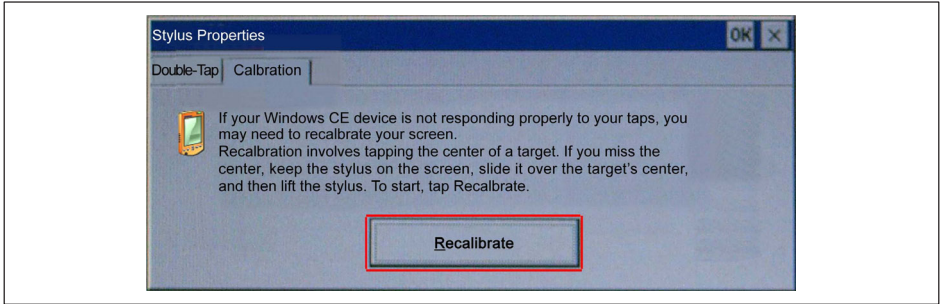 Stylus Properties
OK ×
Double-Tap Calbration
If your Windows CE device is not responding properly to your taps, you
may need to recalbrate your screen.
Recalbration involves tapping the center of a target. If you miss the
center, keep the stylus on the screen, slide it over the target's center,
and then lift the stylus. To start, tap Recalbrate.
Recalibrate